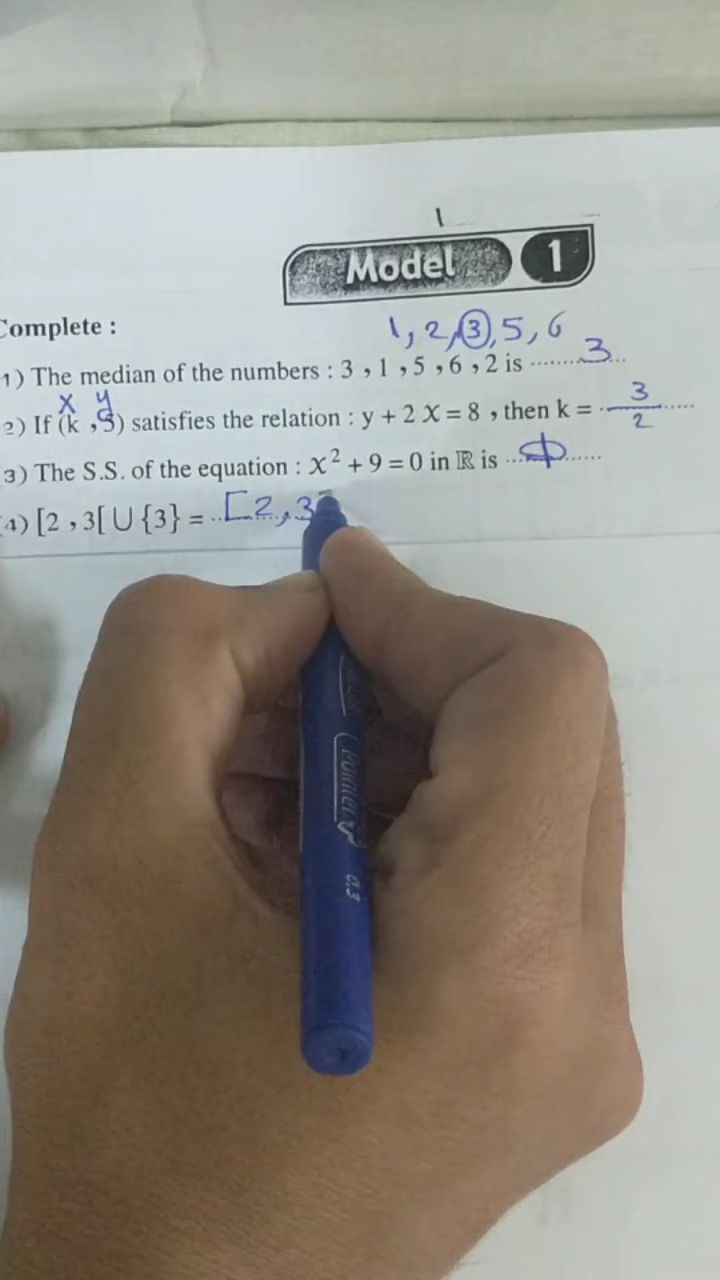 Model 1
Complete :
1, 2, 3, 5, 6
1) The median of the numbers : 3 , 1 , 5 , 6 , 2 is ........3...
x y
2) If (k , 5) satisfies the relation : y + 2 x = 8 , then k = 3/2
3) The S.S. of the equation : x² + 9 = 0 in ℝ is ...ϕ......
4) [2 , 3[ ∪ {3} = ..[2, 3
Pointer
0.3